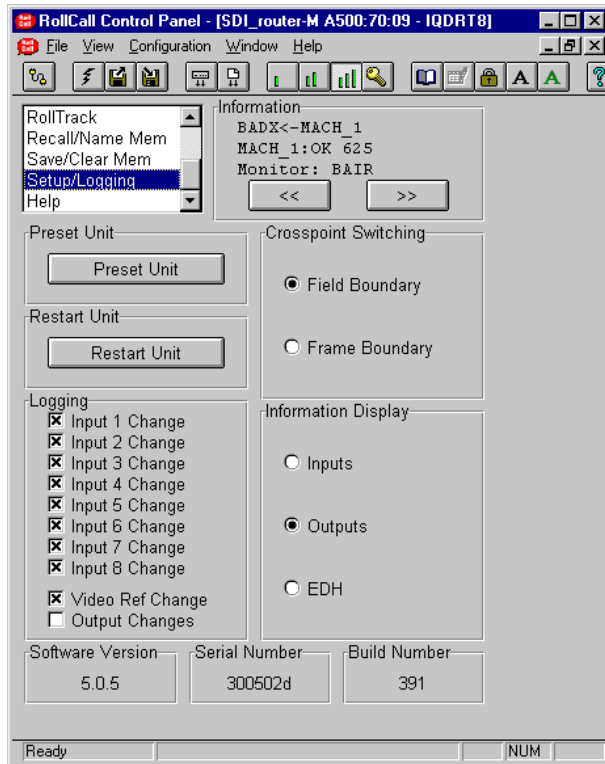 RollCall Control Panel - [SDI_router-M A500:70:09 - IQDRT8]
File View Configuration Window Help
A A ?
RollTrack
Recall/Name Mem
Save/Clear Mem
Setup/Logging
Help
Information
BADX<-MACH_1
MACH_1:OK 625
Monitor: BAIR
<< >>
Preset Unit
Preset Unit
Restart Unit
Restart Unit
Crosspoint Switching
Field Boundary
Frame Boundary
Logging
Input 1 Change
Input 2 Change
Input 3 Change
Input 4 Change
Input 5 Change
Input 6 Change
Input 7 Change
Input 8 Change
Video Ref Change
Output Changes
Information Display
Inputs
Outputs
EDH
Software Version Serial Number Build Number
5.0.5 300502d 391
Ready NUM